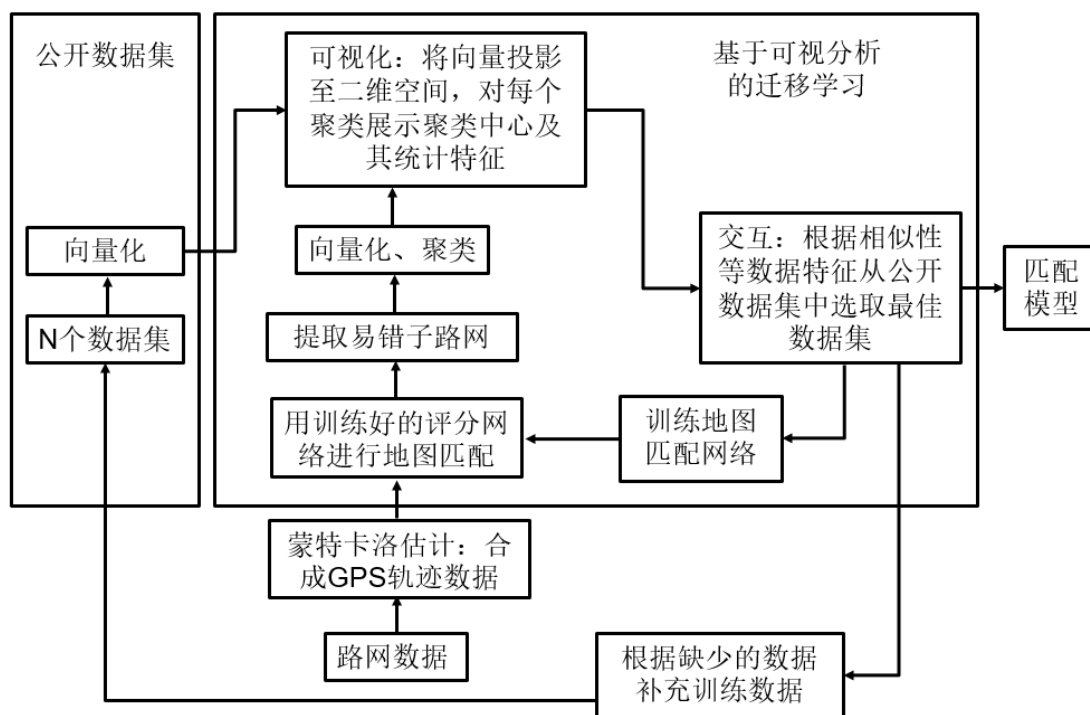 公开数据集
可视化：将向量投影
至二维空间，对每个
聚类展示聚类中心及
其统计特征
基于可视分析
的迁移学习
向量化
向量化、聚类
交互：根据相似性
等数据特征从公开
数据集中选取最佳
数据集
匹配
模型
N个数据集
提取易错子路网
用训练好的评分网
络进行地图匹配
训练地图
匹配网络
蒙特卡洛估计：合
成GPS轨迹数据
路网数据
根据缺少的数据
补充训练数据